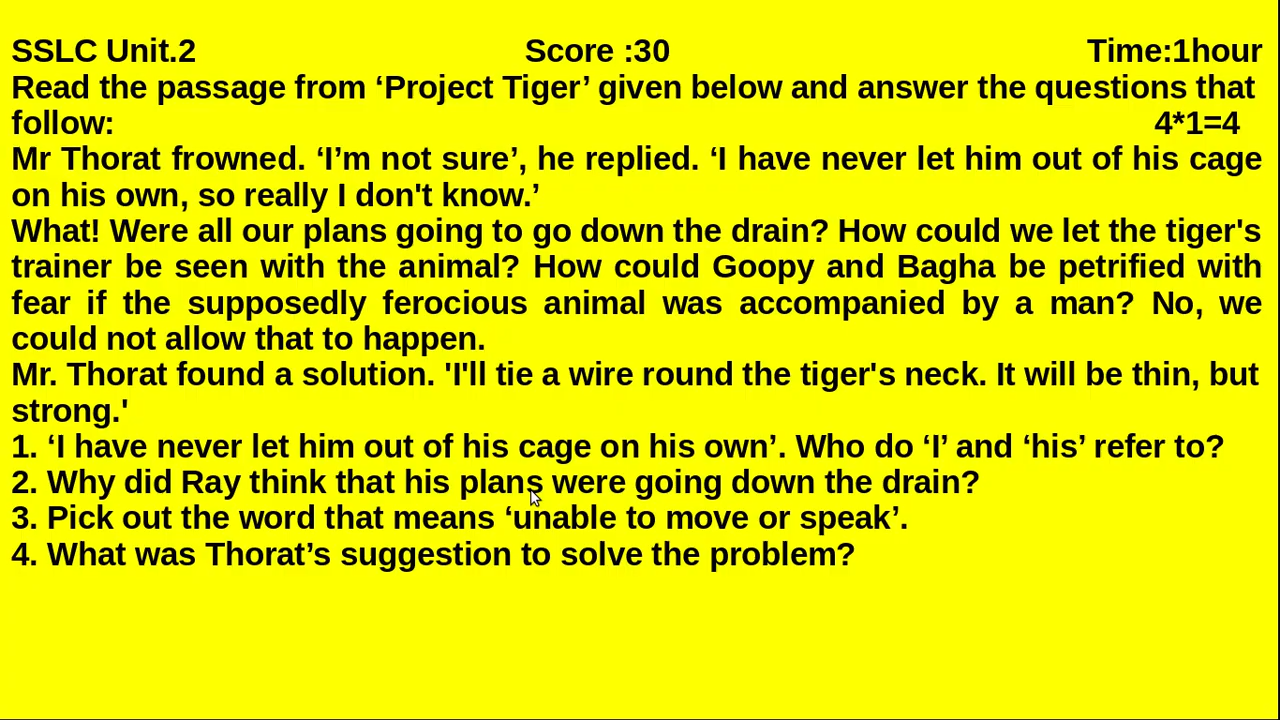 SSLC Unit.2 Score :30 Time:1hour
Read the passage from ‘Project Tiger’ given below and answer the questions that
follow: 4*1=4
Mr Thorat frowned. ‘I’m not sure’, he replied. ‘I have never let him out of his cage
on his own, so really I don't know.’
What! Were all our plans going to go down the drain? How could we let the tiger's
trainer be seen with the animal? How could Goopy and Bagha be petrified with
fear if the supposedly ferocious animal was accompanied by a man? No, we
could not allow that to happen.
Mr. Thorat found a solution. 'I'll tie a wire round the tiger's neck. It will be thin, but
strong.'
1. ‘I have never let him out of his cage on his own’. Who do ‘I’ and ‘his’ refer to?
2. Why did Ray think that his plans were going down the drain?
3. Pick out the word that means ‘unable to move or speak’.
4. What was Thorat’s suggestion to solve the problem?